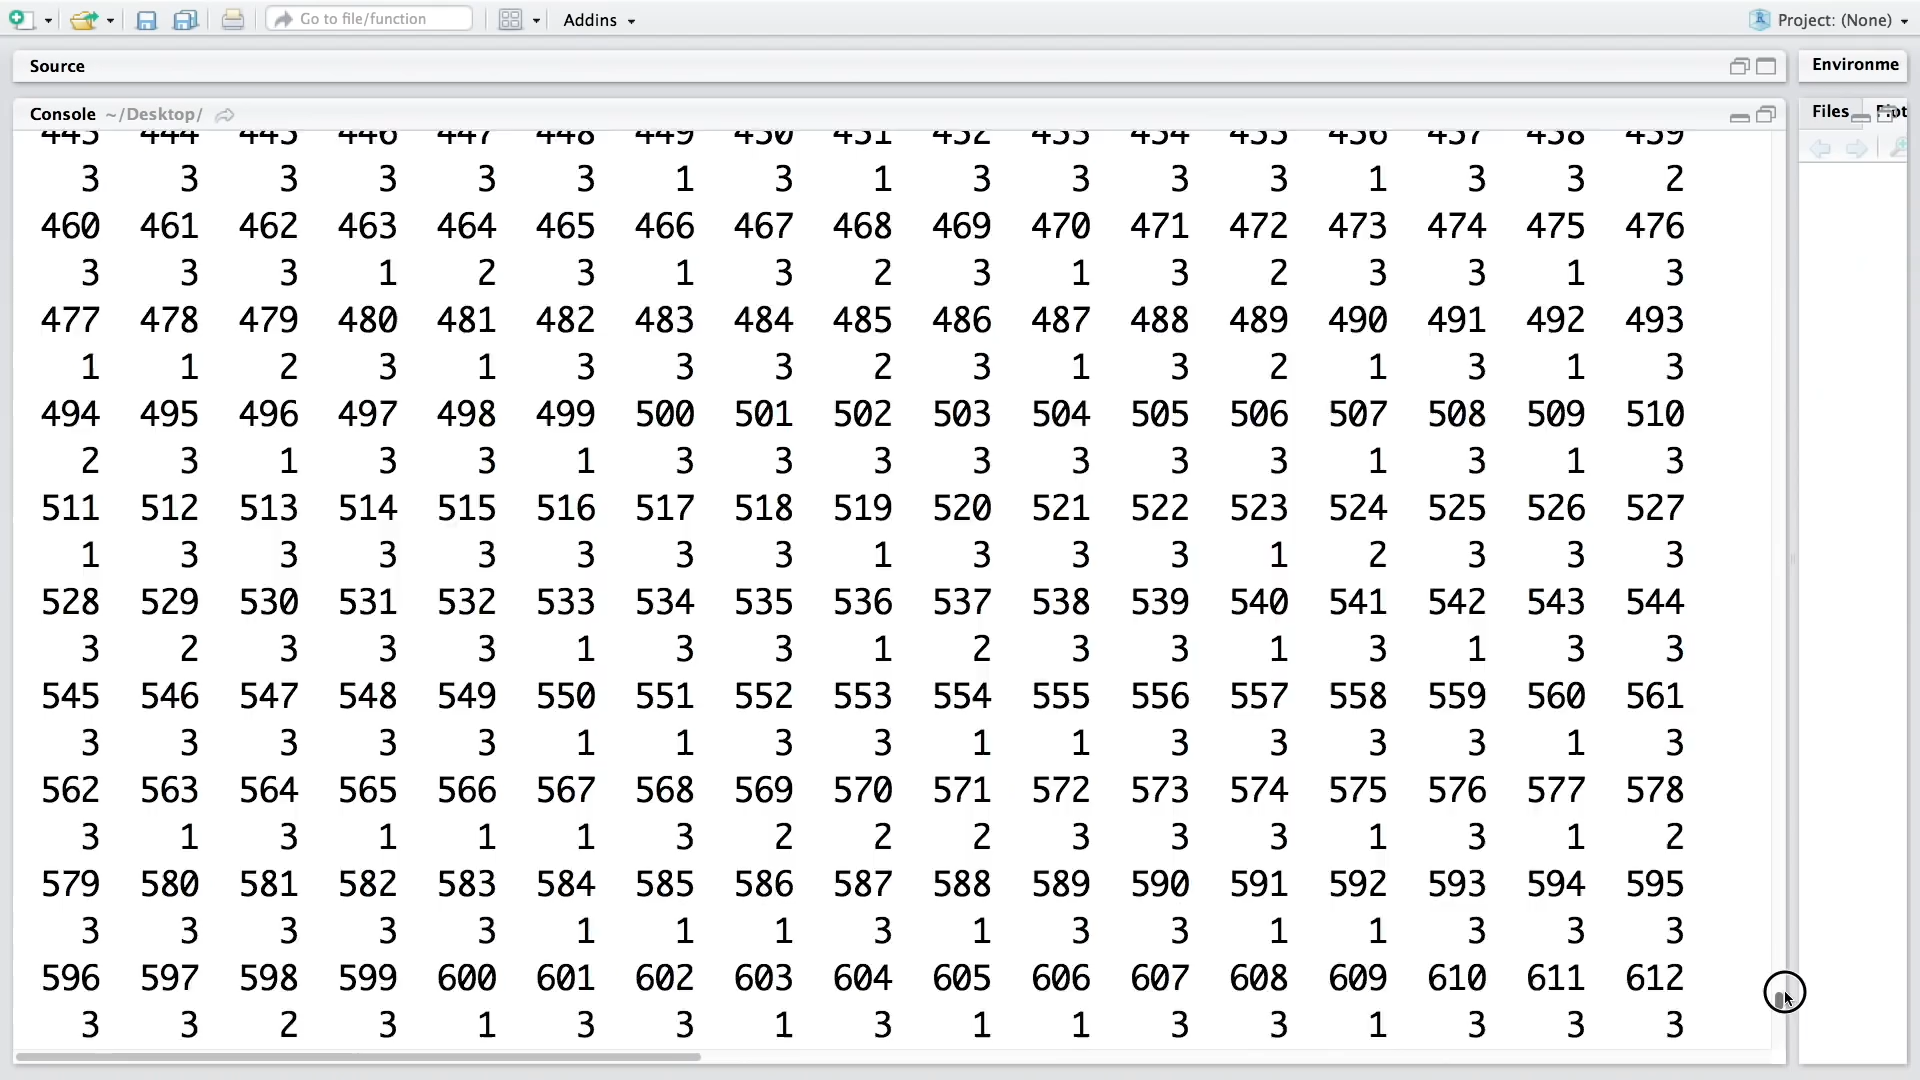 Go to file/function
Addins
Project: (None)
Source
Environme
Console ~/Desktop/
Files
443 444 445 446 447 448 449 450 451 452 453 454 455 456 457 458 459
3 3 3 3 3 3 1 3 1 3 3 3 3 1 3 3 2
460 461 462 463 464 465 466 467 468 469 470 471 472 473 474 475 476
3 3 3 1 2 3 1 3 2 3 1 3 2 3 3 1 3
477 478 479 480 481 482 483 484 485 486 487 488 489 490 491 492 493
1 1 2 3 1 3 3 3 2 3 1 3 2 1 3 1 3
494 495 496 497 498 499 500 501 502 503 504 505 506 507 508 509 510
2 3 1 3 3 1 3 3 3 3 3 3 3 1 3 1 3
511 512 513 514 515 516 517 518 519 520 521 522 523 524 525 526 527
1 3 3 3 3 3 3 3 1 3 3 3 1 2 3 3 3
528 529 530 531 532 533 534 535 536 537 538 539 540 541 542 543 544
3 2 3 3 3 1 3 3 1 2 3 3 1 3 1 3 3
545 546 547 548 549 550 551 552 553 554 555 556 557 558 559 560 561
3 3 3 3 3 1 1 3 3 1 1 3 3 3 3 1 3
562 563 564 565 566 567 568 569 570 571 572 573 574 575 576 577 578
3 1 3 1 1 1 3 2 2 2 3 3 3 1 3 1 2
579 580 581 582 583 584 585 586 587 588 589 590 591 592 593 594 595
3 3 3 3 3 1 1 1 3 1 3 3 1 1 3 3 3
596 597 598 599 600 601 602 603 604 605 606 607 608 609 610 611 612
3 3 2 3 1 3 3 1 3 1 1 3 3 1 3 3 3